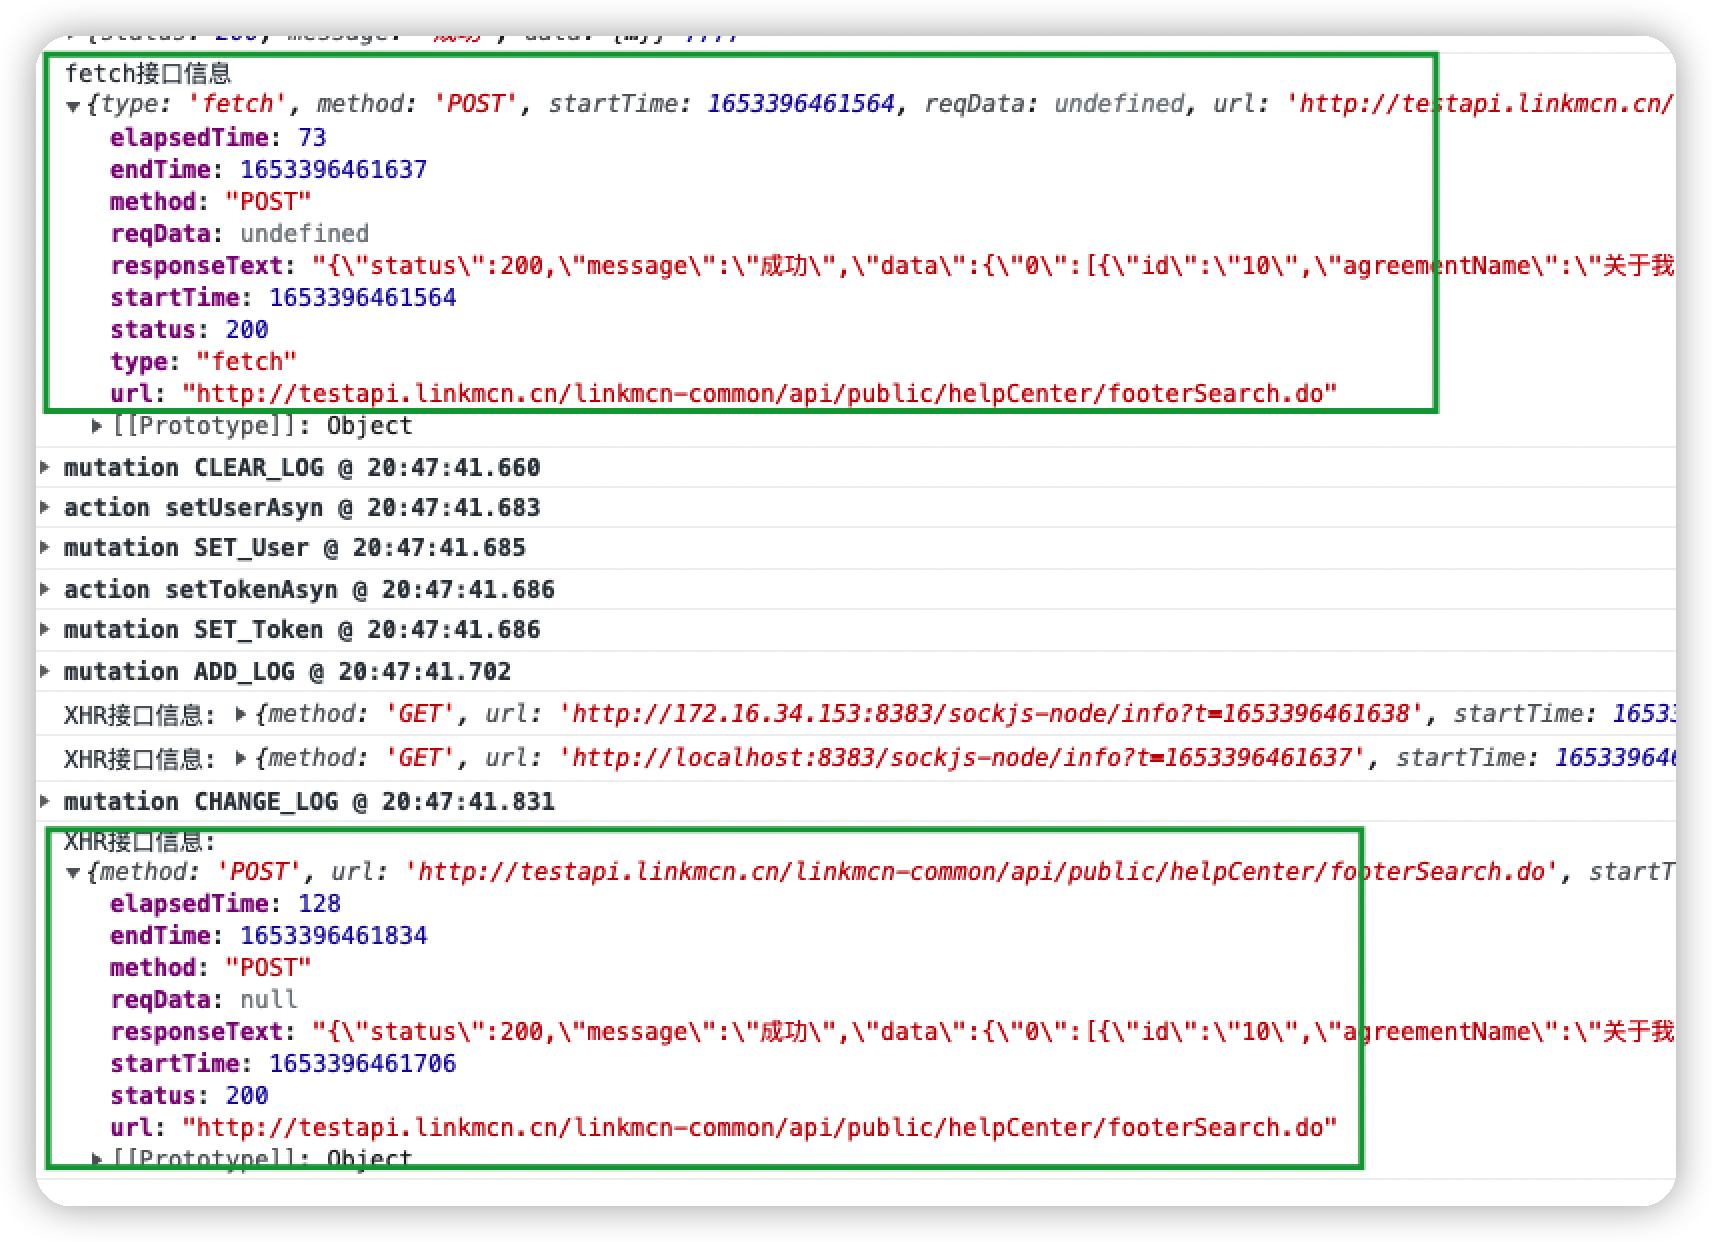 {status: 200, message: "成功", data: {…}} '////'
fetch接口信息
{type: 'fetch', method: 'POST', startTime: 1653396461564, reqData: undefined, url: 'http://testapi.linkmcn.cn/
elapsedTime: 73
endTime: 1653396461637
method: "POST"
reqData: undefined
responseText: "{\"status\":200,\"message\":\"成功\",\"data\":{\"0\":[{\"id\":\"10\",\"agreementName\":\"关于我
startTime: 1653396461564
status: 200
type: "fetch"
url: "http://testapi.linkmcn.cn/linkmcn-common/api/public/helpCenter/footerSearch.do"
[[Prototype]]: Object
mutation CLEAR_LOG @ 20:47:41.660
action setUserAsyn @ 20:47:41.683
mutation SET_User @ 20:47:41.685
action setTokenAsyn @ 20:47:41.686
mutation SET_Token @ 20:47:41.686
mutation ADD_LOG @ 20:47:41.702
XHR接口信息: {method: 'GET', url: 'http://172.16.34.153:8383/sockjs-node/info?t=1653396461638', startTime: 16533
XHR接口信息: {method: 'GET', url: 'http://localhost:8383/sockjs-node/info?t=1653396461637', startTime: 165339646
mutation CHANGE_LOG @ 20:47:41.831
XHR接口信息:
{method: 'POST', url: 'http://testapi.linkmcn.cn/linkmcn-common/api/public/helpCenter/footerSearch.do', startT
elapsedTime: 128
endTime: 1653396461834
method: "POST"
reqData: null
responseText: "{\"status\":200,\"message\":\"成功\",\"data\":{\"0\":[{\"id\":\"10\",\"agreementName\":\"关于我
startTime: 1653396461706
status: 200
url: "http://testapi.linkmcn.cn/linkmcn-common/api/public/helpCenter/footerSearch.do"
[[Prototype]]: Object